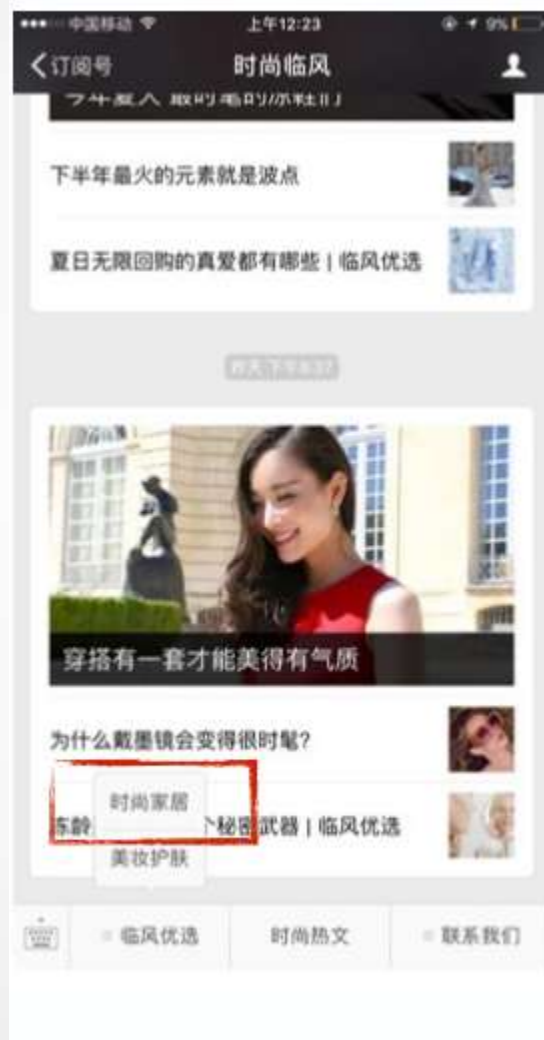 中国移动
上午12:23
9%
订阅号
时尚临风
下半年最火的元素就是波点
夏日无限回购的真爱都有哪些 | 临风优选
穿搭有一套才能美得有气质
为什么戴墨镜会变得很时髦?
时尚家居
秘密武器 | 临风优选
美妆护肤
临风优选
时尚热文
联系我们